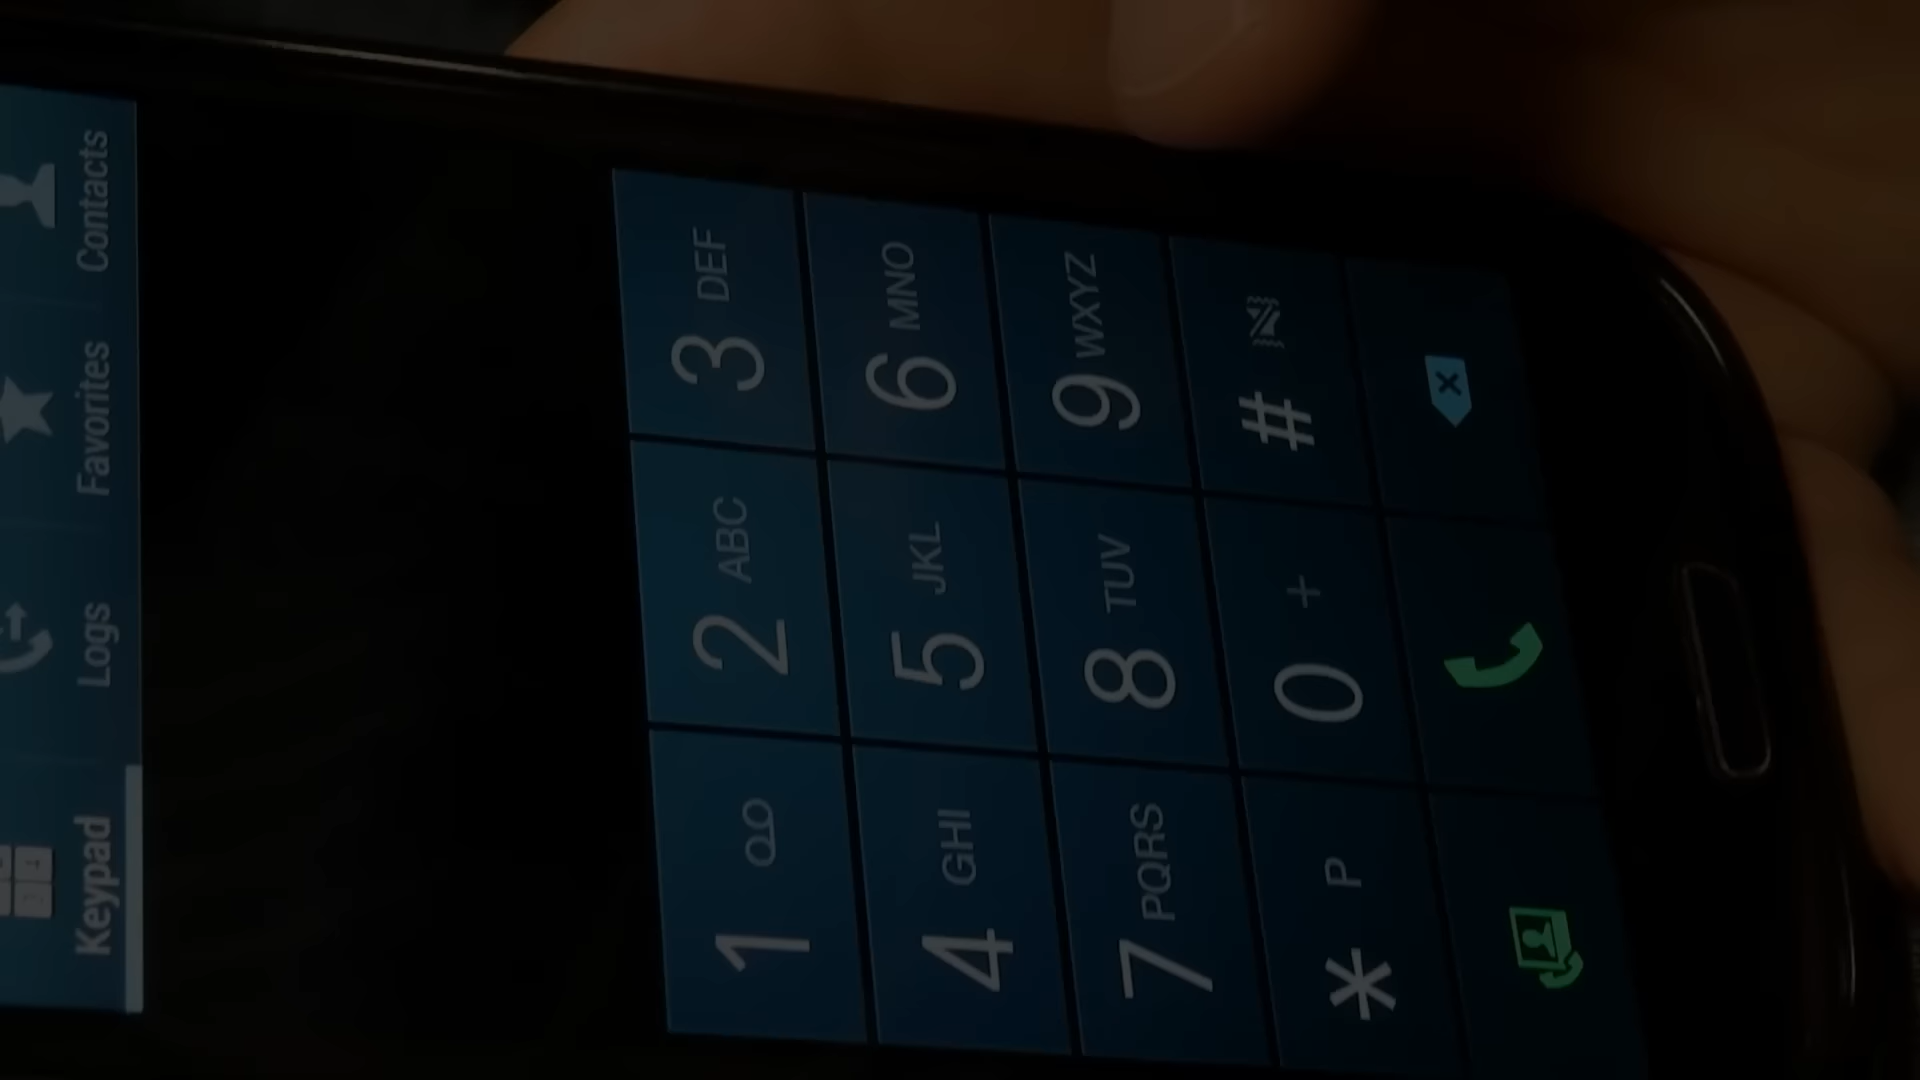 Keypad Logs Favorites Contacts
1 2 ABC 3 DEF
4 GHI 5 JKL 6 MNO
7 PQRS 8 TUV 9 WXYZ
* P 0 + #